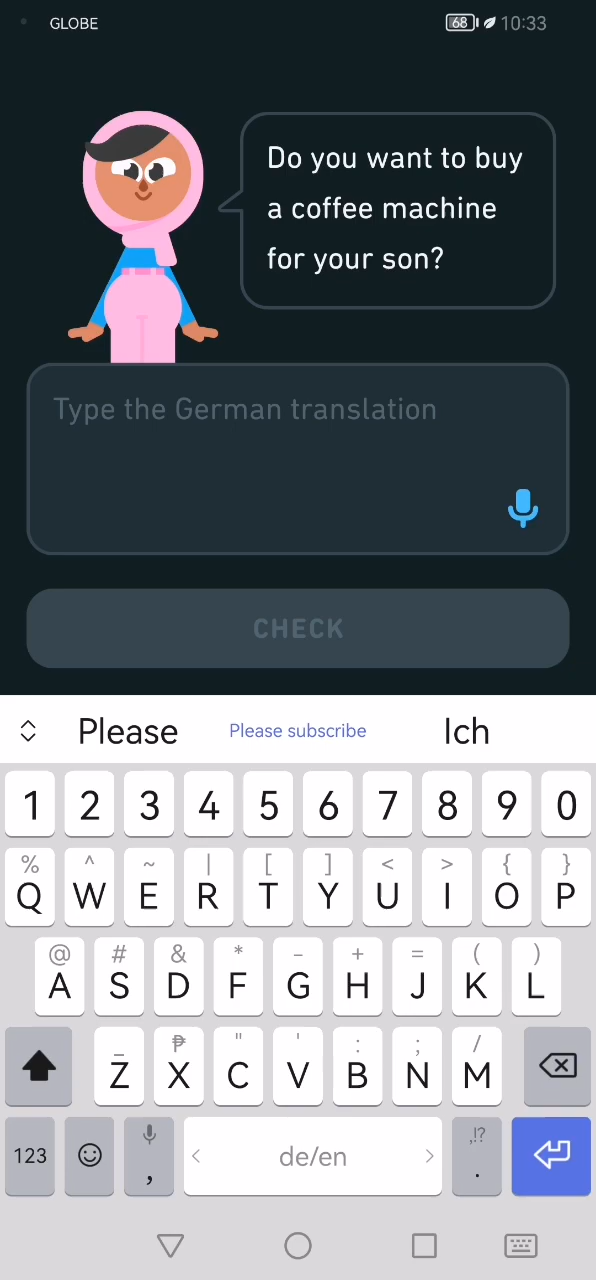 GLOBE 68 10:33
Do you want to buy
a coffee machine
for your son?
Type the German translation
CHECK
Please Please subscribe Ich
1 2 3 4 5 6 7 8 9 0
% ^ ~ | [ ] < > { }
Q W E R T Y U I O P
@ # & * - + = ( )
A S D F G H J K L
_ ₱ " ' : ; /
Z X C V B N M
,!?
123 , < de/en > .